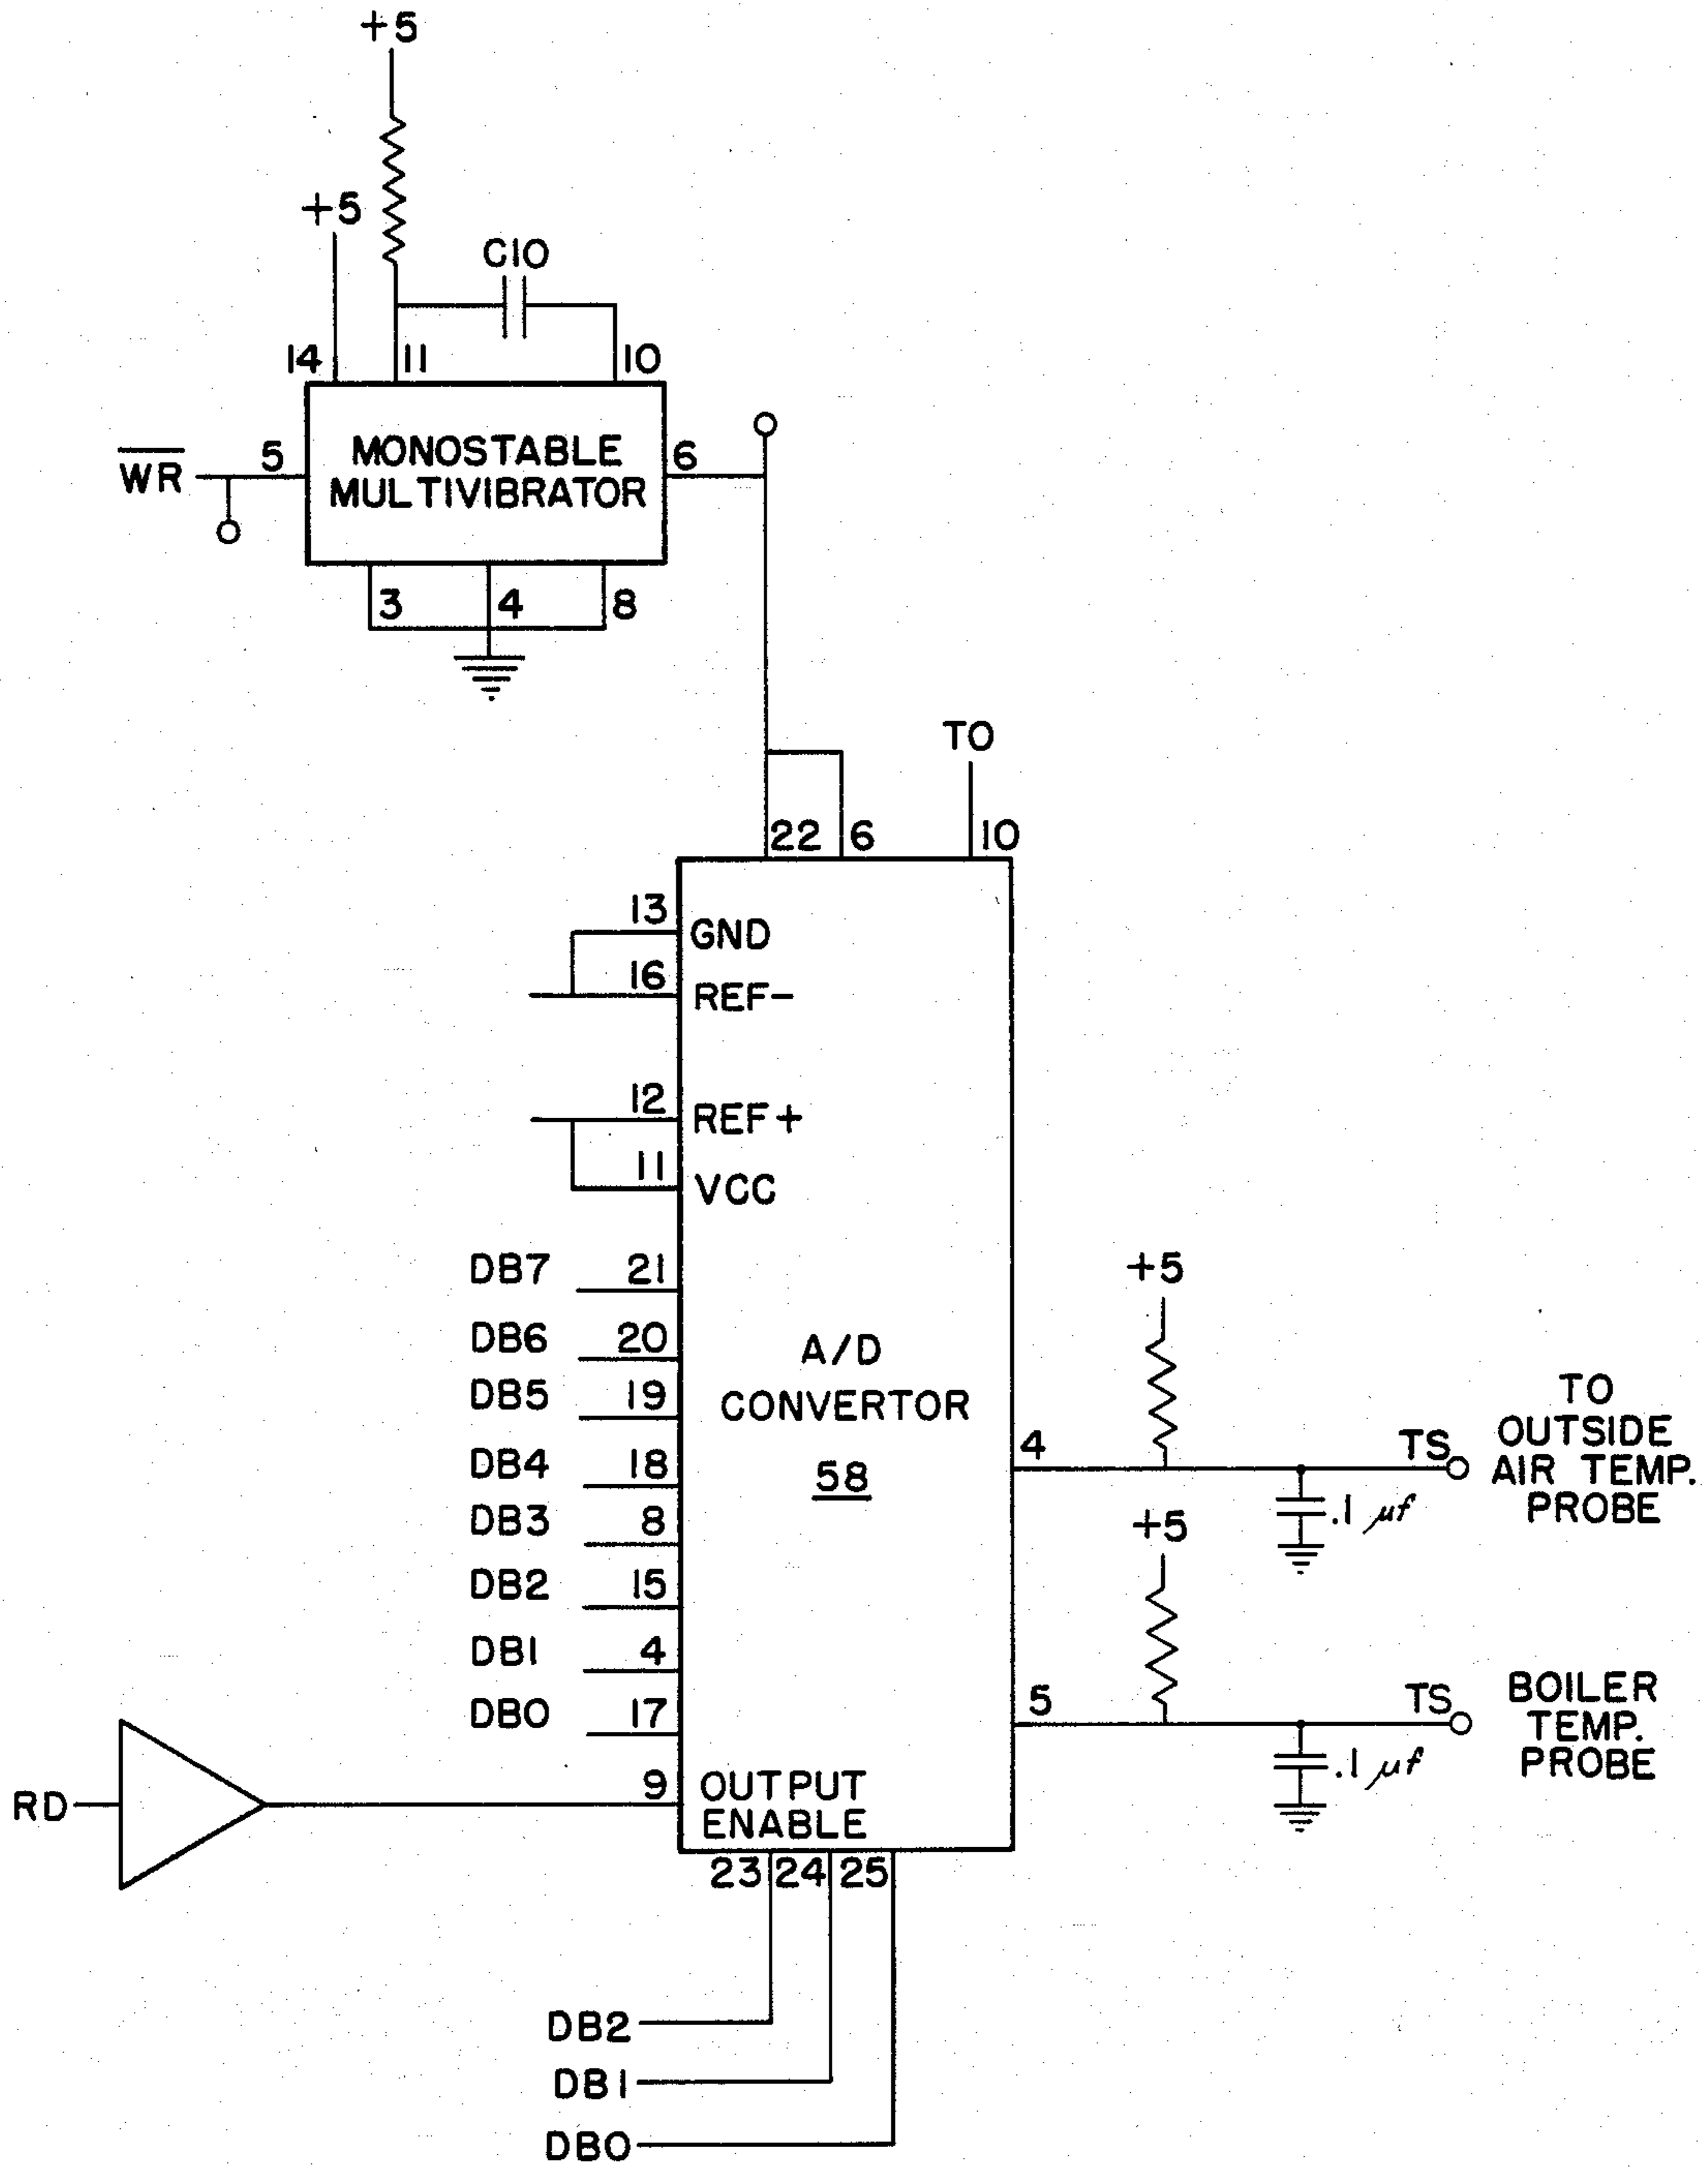 +5
+5
C10
14
11
10
WR
5
MONOSTABLE
MULTIVIBRATOR
6
3
4
8
TO
22
6
10
13
GND
16
REF-
12
REF+
11
VCC
DB7
21
DB6
20
DB5
19
DB4
18
DB3
8
DB2
15
DB1
4
DB0
17
A/D
CONVERTOR
58
+5
4
TS
TO
OUTSIDE
AIR TEMP.
PROBE
.1 µf
+5
5
TS
BOILER
TEMP.
PROBE
.1 µf
RD
9
OUTPUT
ENABLE
23
24
25
DB2
DB1
DB0